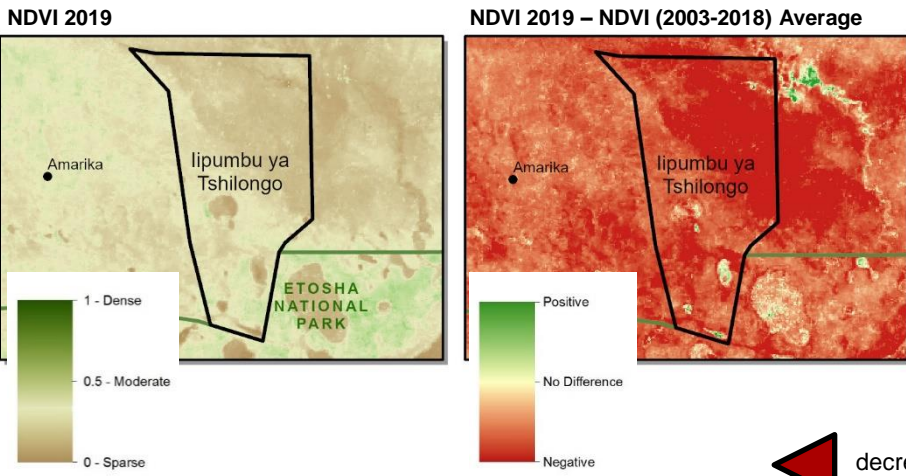 NDVI 2019
Amarika
Iipumbu ya
Tshilongo
ETOSHA
NATIONAL
PARK
1 - Dense
0.5 - Moderate
0 - Sparse
NDVI 2019 – NDVI (2003-2018) Average
Amarika
Iipumbu ya
Tshilongo
Positive
No Difference
Negative